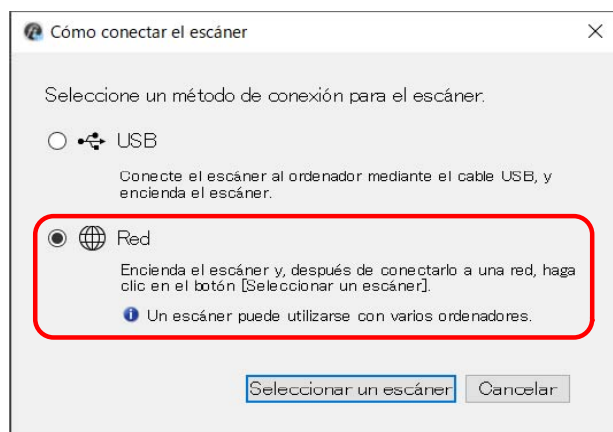 Cómo conectar el escáner
Seleccione un método de conexión para el escáner.
USB
Conecte el escáner al ordenador mediante el cable USB, y
encienda el escáner.
Red
Encienda el escáner y, después de conectarlo a una red, haga
clic en el botón [Seleccionar un escáner].
Un escáner puede utilizarse con varios ordenadores.
Seleccionar un escáner Cancelar